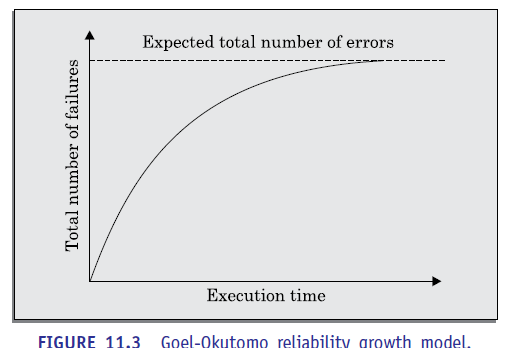 Expected total number of errors
Total number of failures
Execution time
FIGURE 11.3 Goel-Okutomo reliability growth model.